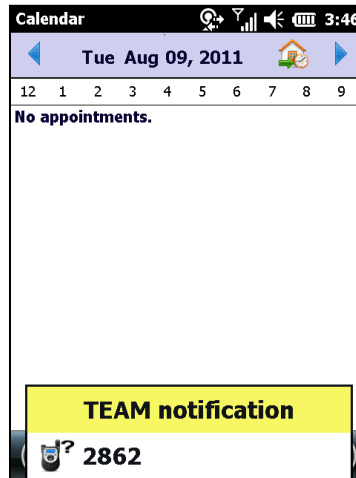 Calendar 3:46
Tue Aug 09, 2011
12 1 2 3 4 5 6 7 8 9
No appointments.
TEAM notification
? 2862